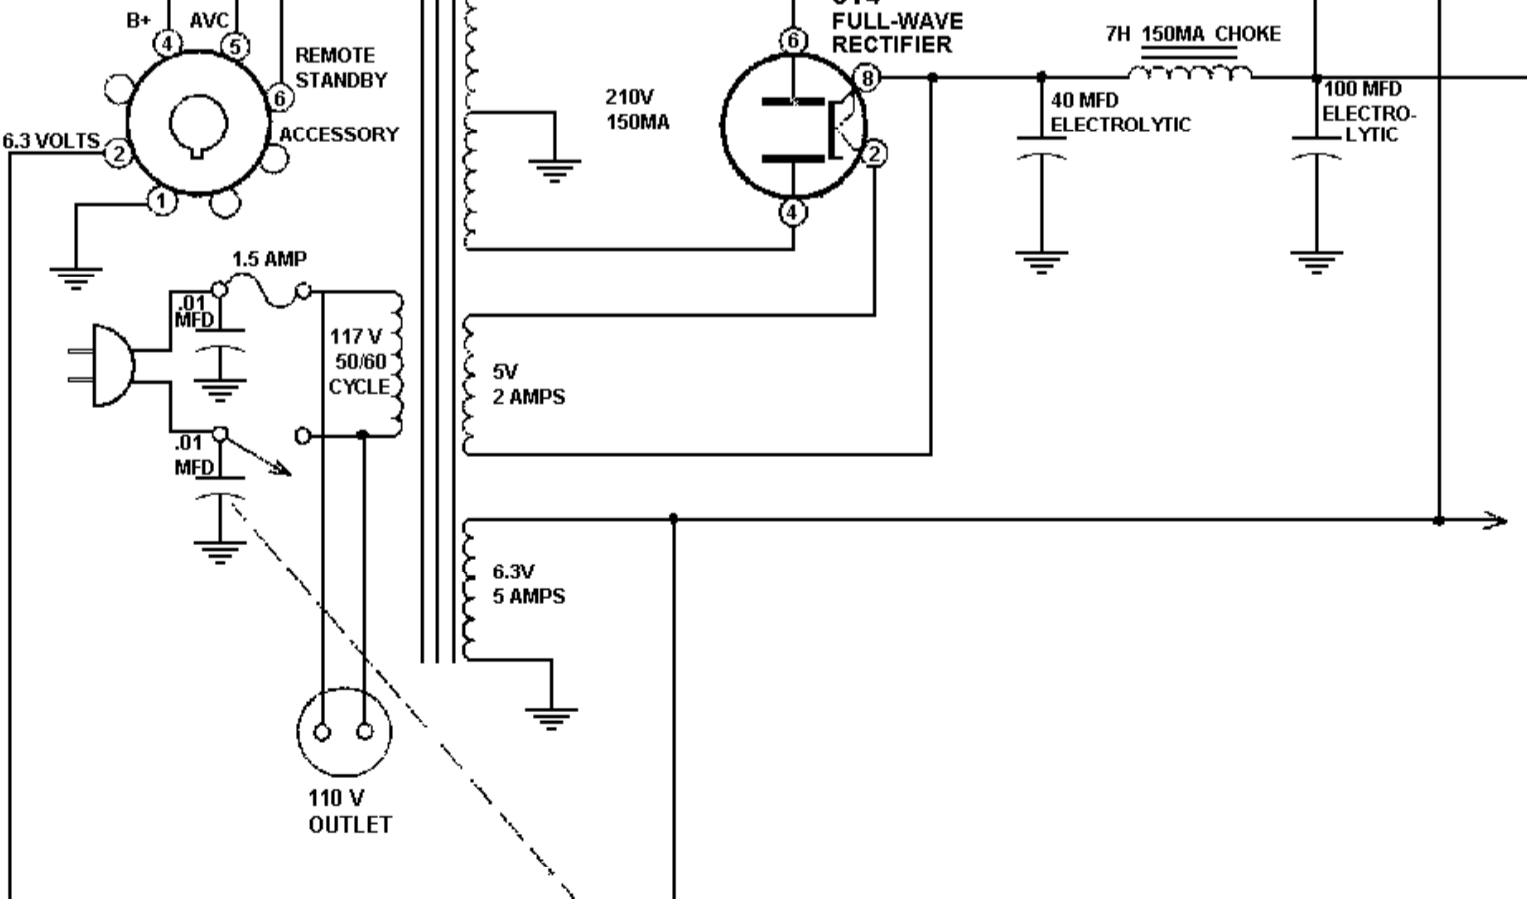 B+ AVC
4
5
REMOTE
STANDBY
6
ACCESSORY
6.3 VOLTS
2
1
1.5 AMP
.01
MFD
117 V
50/60
CYCLE
.01
MFD
110 V
OUTLET
210V
150MA
FULL-WAVE
RECTIFIER
6
8
2
4
7H 150MA CHOKE
40 MFD
ELECTROLYTIC
100 MFD
ELECTRO-
LYTIC
5V
2 AMPS
6.3V
5 AMPS